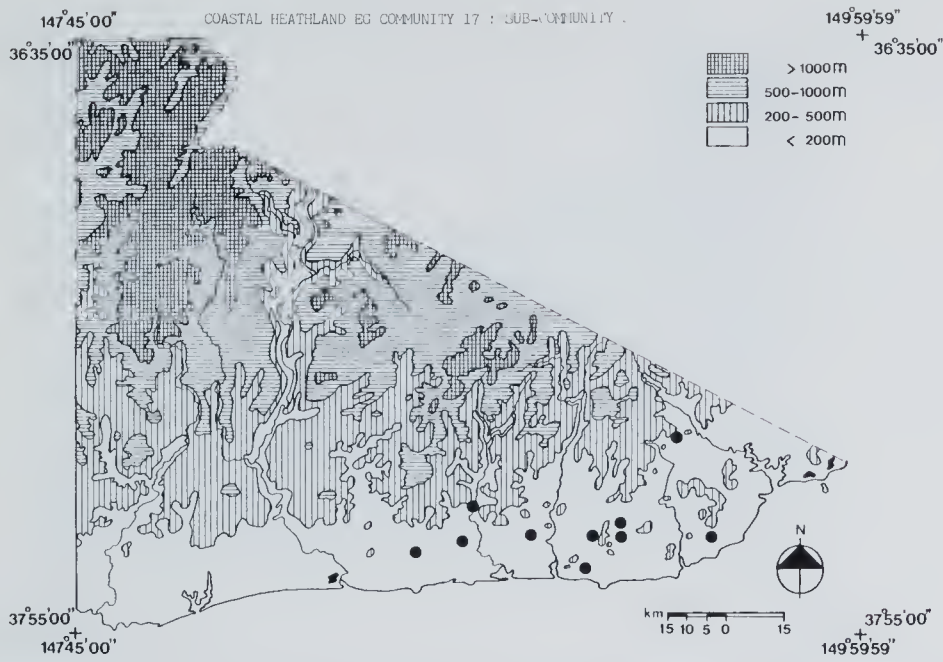 COASTAL HEATHLAND EG COMMUNITY 17 : SUB-COMMUNITY
147°45'00"
36°35'00"
149°59'59"
36°35'00"
>1000m
500-1000m
200-500m
< 200m
N
km
15 10 5 0 15
37°55'00"
147°45'00"
37°55'00"
149°59'59"